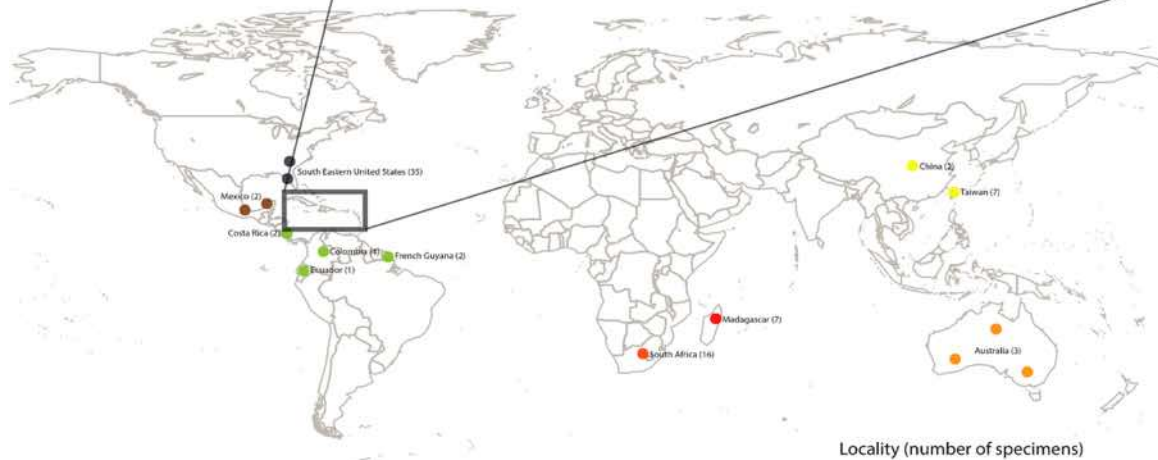 South Eastern United States (35)
China (2)
Taiwan (7)
Mexico (2)
Costa Rica (2)
Colombia
French Guyana (2)
Ecuador (1)
Madagascar (7)
South Africa (16)
Australia (3)
Locality (number of specimens)